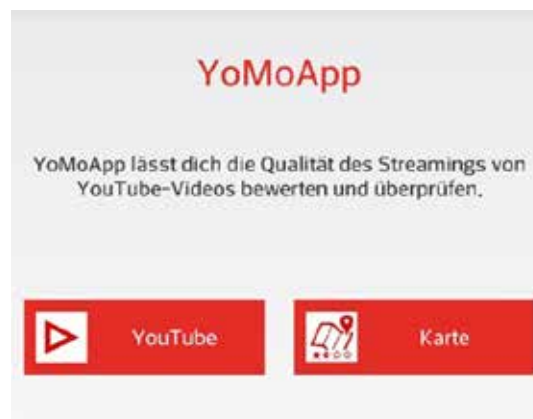 YoMoApp
YoMoApp lässt dich die Qualität des Streamings von
YouTube-Videos bewerten und überprüfen.
YouTube
Karte